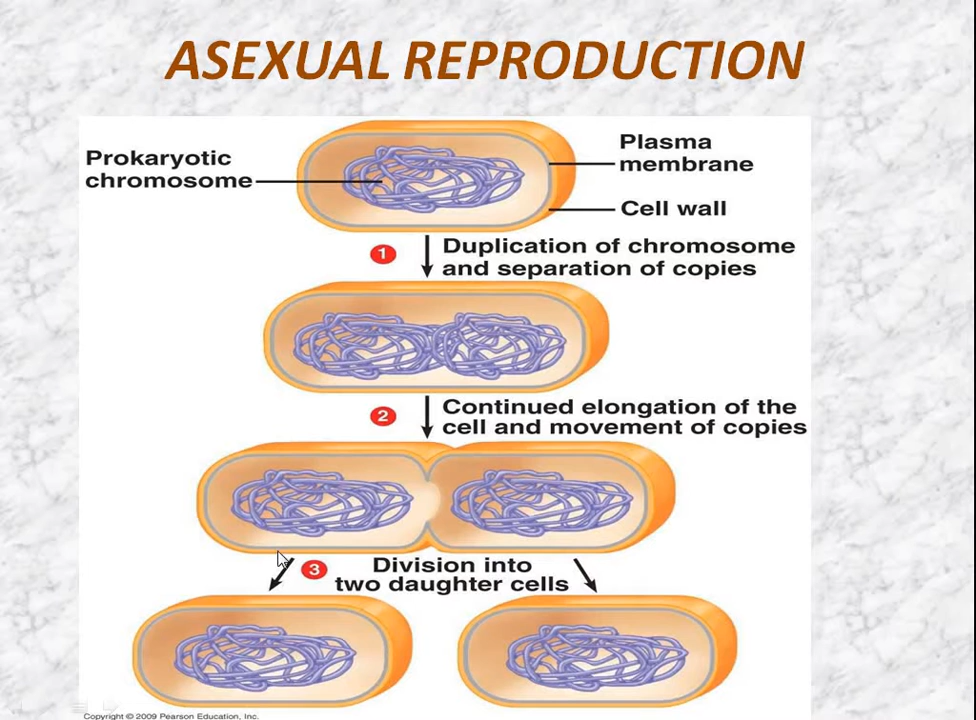 ASEXUAL REPRODUCTION
Prokaryotic
chromosome
Plasma
membrane
Cell wall
1
Duplication of chromosome
and separation of copies
2
Continued elongation of the
cell and movement of copies
3
Division into
two daughter cells
Copyright © 2009 Pearson Education, Inc.